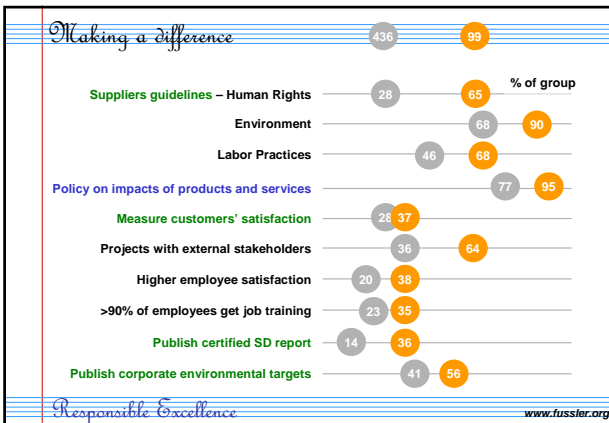 Making a difference 436 99
% of group
Suppliers guidelines – Human Rights 28 65
Environment 68 90
Labor Practices 46 68
Policy on impacts of products and services 77 95
Measure customers' satisfaction 28 37
Projects with external stakeholders 36 64
Higher employee satisfaction 20 38
>90% of employees get job training 23 35
Publish certified SD report 14 36
Publish corporate environmental targets 41 56
Responsible Excellence www.fussler.org